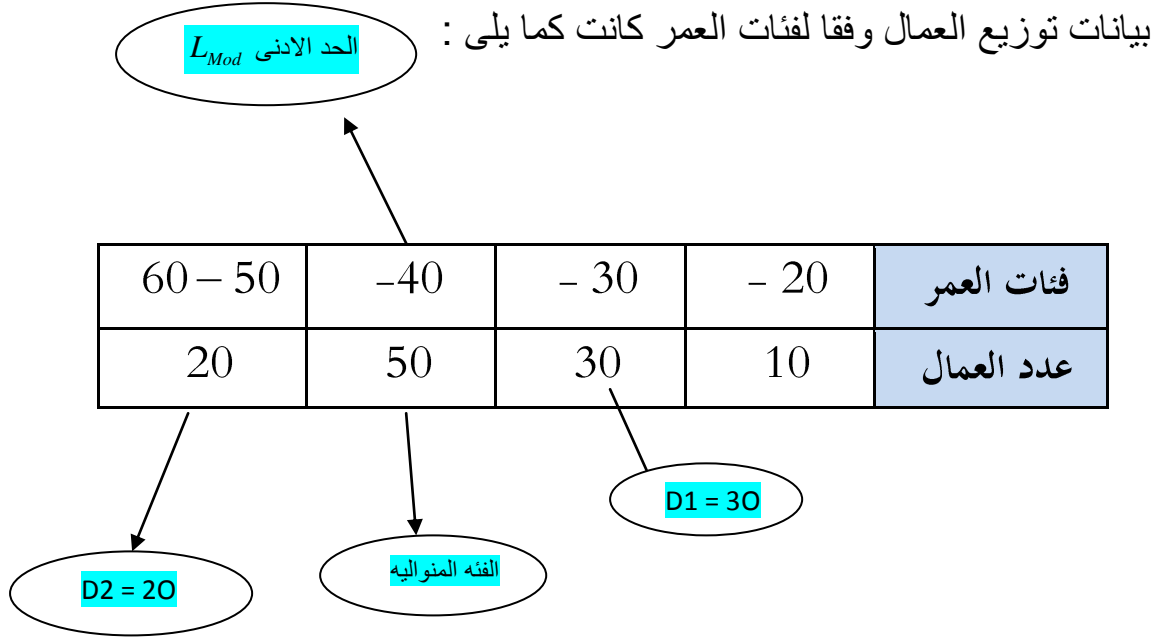 بيانات توزيع العمال وفقا لفئات العمر كانت كما يلى :
الحد الادنى L_Mod
فئات العمر 20 – 30 – 40– 50 – 60
عدد العمال 10 30 50 20
D1 = 3O
الفئه المنواليه
D2 = 2O